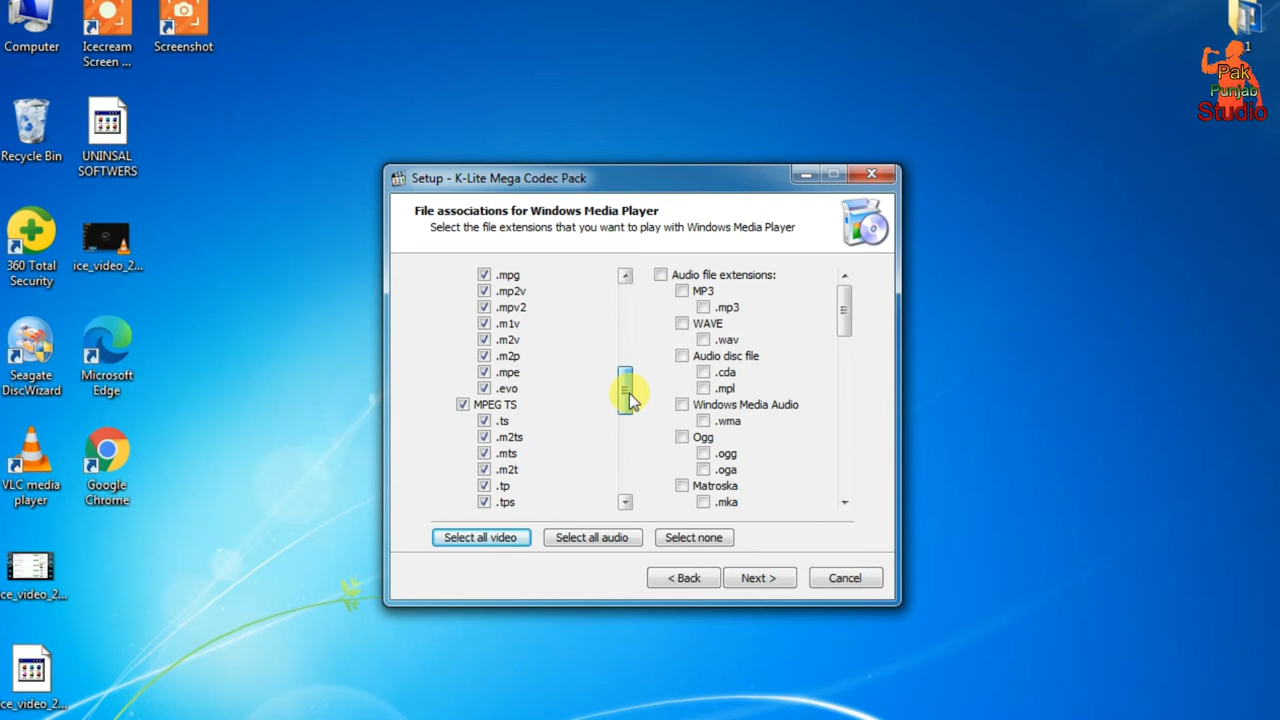 Computer
Icecream
Screen ...
Screenshot
1
Pak
Punjab
Studio
Recycle Bin
UNINSAL
SOFTWERS
360 Total
Security
ice_video_2...
Seagate
DiscWizard
Microsoft
Edge
VLC media
player
Google
Chrome
ce_video_2...
ce_video_2...
Setup - K-Lite Mega Codec Pack
File associations for Windows Media Player
Select the file extensions that you want to play with Windows Media Player
.mpg
.mp2v
.mpv2
.m1v
.m2v
.m2p
.mpe
.evo
MPEG TS
.ts
.m2ts
.mts
.m2t
.tp
.tps
Audio file extensions:
MP3
.mp3
WAVE
.wav
Audio disc file
.cda
.mpl
Windows Media Audio
.wma
Ogg
.ogg
.oga
Matroska
.mka
Select all video
Select all audio
Select none
< Back
Next >
Cancel